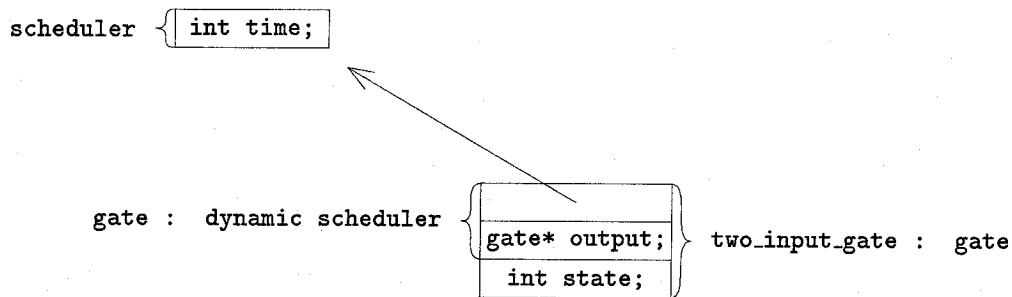 scheduler int time;
gate : dynamic scheduler
gate* output;
two_input_gate : gate
int state;